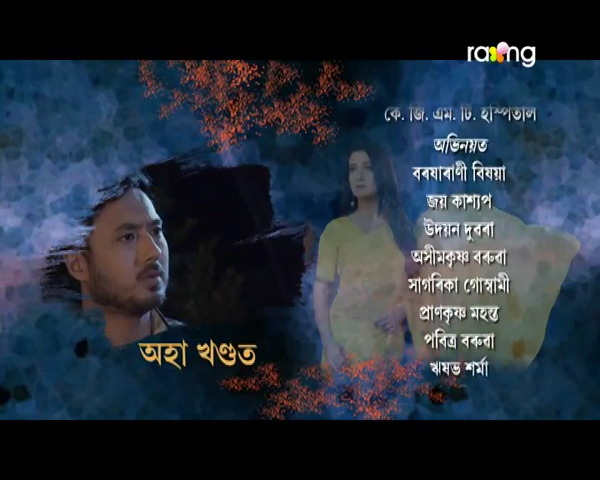 rang
কে. জি. এম. টি. হাস্পতাল
অভিনয়ত
বৰষাৰাণী বিষয়া
জয় কাশ্যপ
উদয়ন দুৱৰা
অসীমকৃষ্ণ বৰুৱা
সাগৰিকা গোস্বামী
প্ৰাণকৃষ্ণ মহন্ত
পবিত্ৰ বৰুৱা
ঋষভ শৰ্মা
অহা খণ্ডত